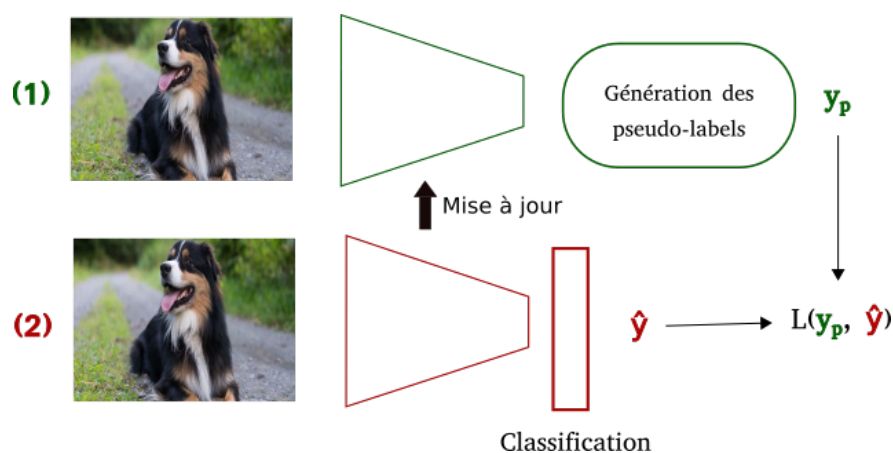 (1)
Génération des
pseudo-labels
yₚ
Mise à jour
(2)
ŷ
L(yₚ, ŷ)
Classification